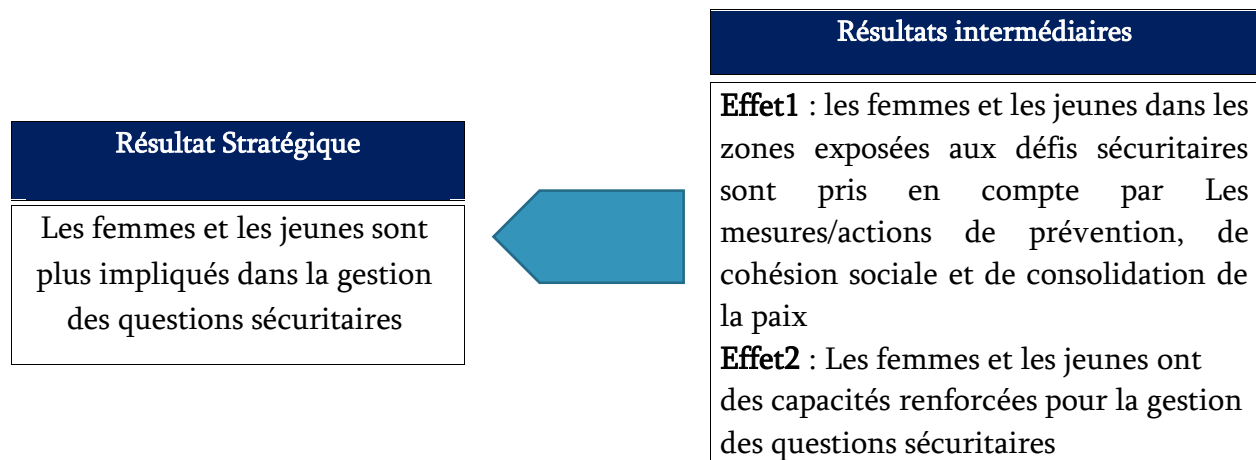 Résultat Stratégique
Les femmes et les jeunes sont
plus impliqués dans la gestion
des questions sécuritaires
Résultats intermédiaires
Effet1 : les femmes et les jeunes dans les
zones exposées aux défis sécuritaires
sont pris en compte par Les
mesures/actions de prévention, de
cohésion sociale et de consolidation de
la paix
Effet2 : Les femmes et les jeunes ont
des capacités renforcées pour la gestion
des questions sécuritaires